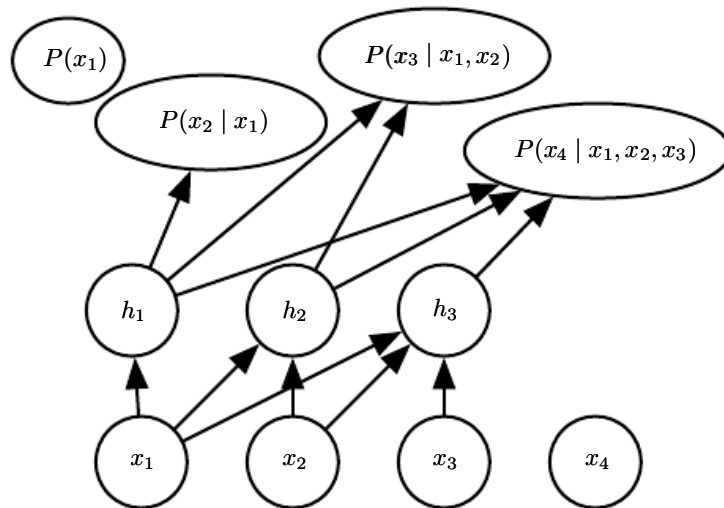 P(x₁)
P(x₂ | x₁)
P(x₃ | x₁, x₂)
P(x₄ | x₁, x₂, x₃)
h₁
h₂
h₃
x₁
x₂
x₃
x₄